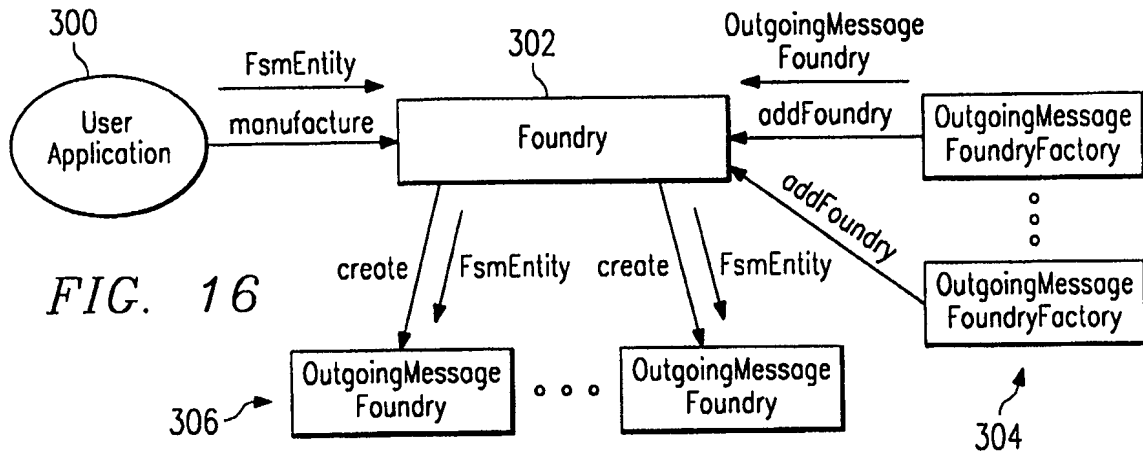 300
FsmEntity
User
Application
manufacture
302
Foundry
OutgoingMessage
Foundry
addFoundry
OutgoingMessage
FoundryFactory
addFoundry
OutgoingMessage
FoundryFactory
304
create
FsmEntity
create
FsmEntity
FIG. 16
OutgoingMessage
Foundry
OutgoingMessage
Foundry
306